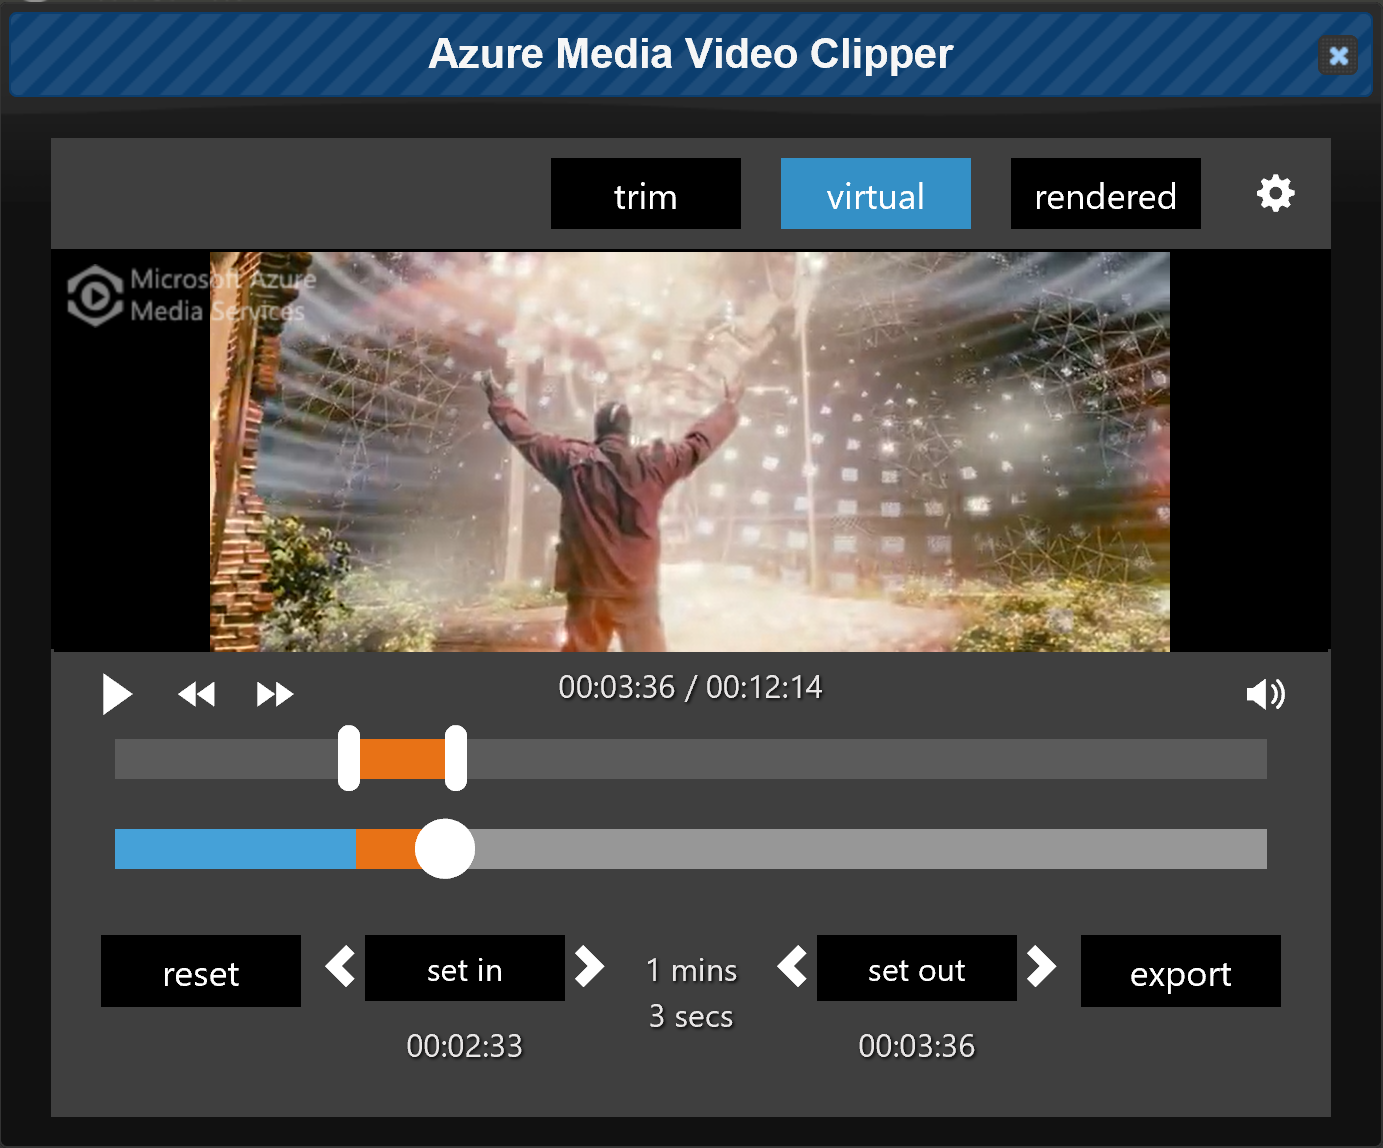 Azure Media Video Clipper
trim
virtual
rendered
Microsoft Azure
Media Services
00:03:36 / 00:12:14
reset
set in
1 mins
3 secs
set out
export
00:02:33
00:03:36